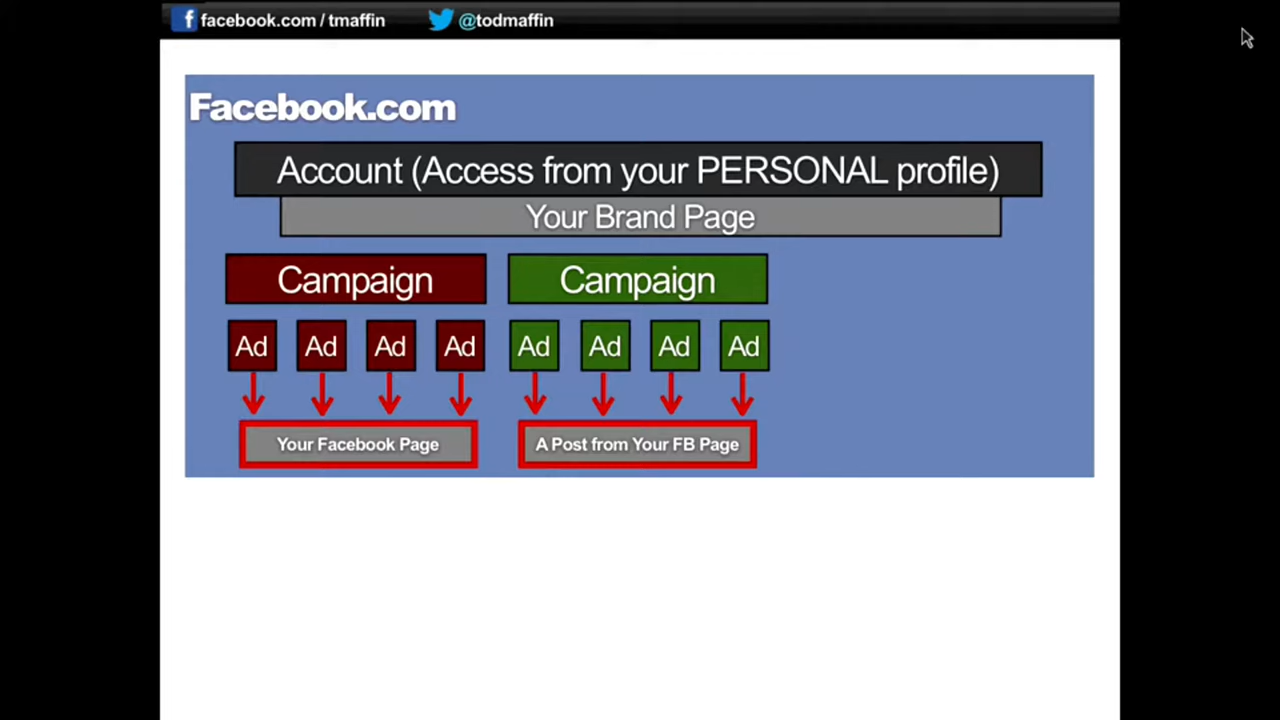 facebook.com / tmaffin @todmaffin
Facebook.com
Account (Access from your PERSONAL profile)
Your Brand Page
Campaign Campaign
Ad Ad Ad Ad Ad Ad Ad Ad
Your Facebook Page A Post from Your FB Page